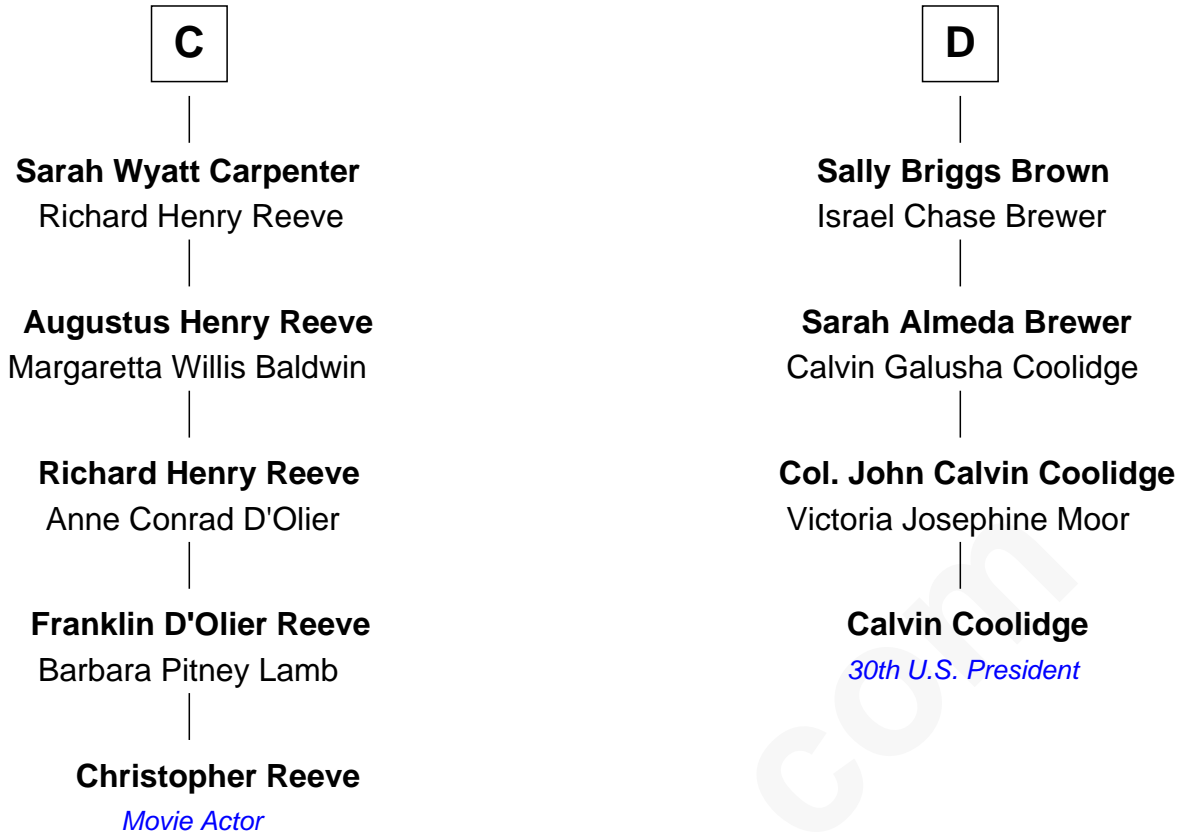 C
Sarah Wyatt Carpenter
Richard Henry Reeve
Augustus Henry Reeve
Margaretta Willis Baldwin
Richard Henry Reeve
Anne Conrad D'Olier
Franklin D'Olier Reeve
Barbara Pitney Lamb
Christopher Reeve
Movie Actor
D
Sally Briggs Brown
Israel Chase Brewer
Sarah Almeda Brewer
Calvin Galusha Coolidge
Col. John Calvin Coolidge
Victoria Josephine Moor
Calvin Coolidge
30th U.S. President
com